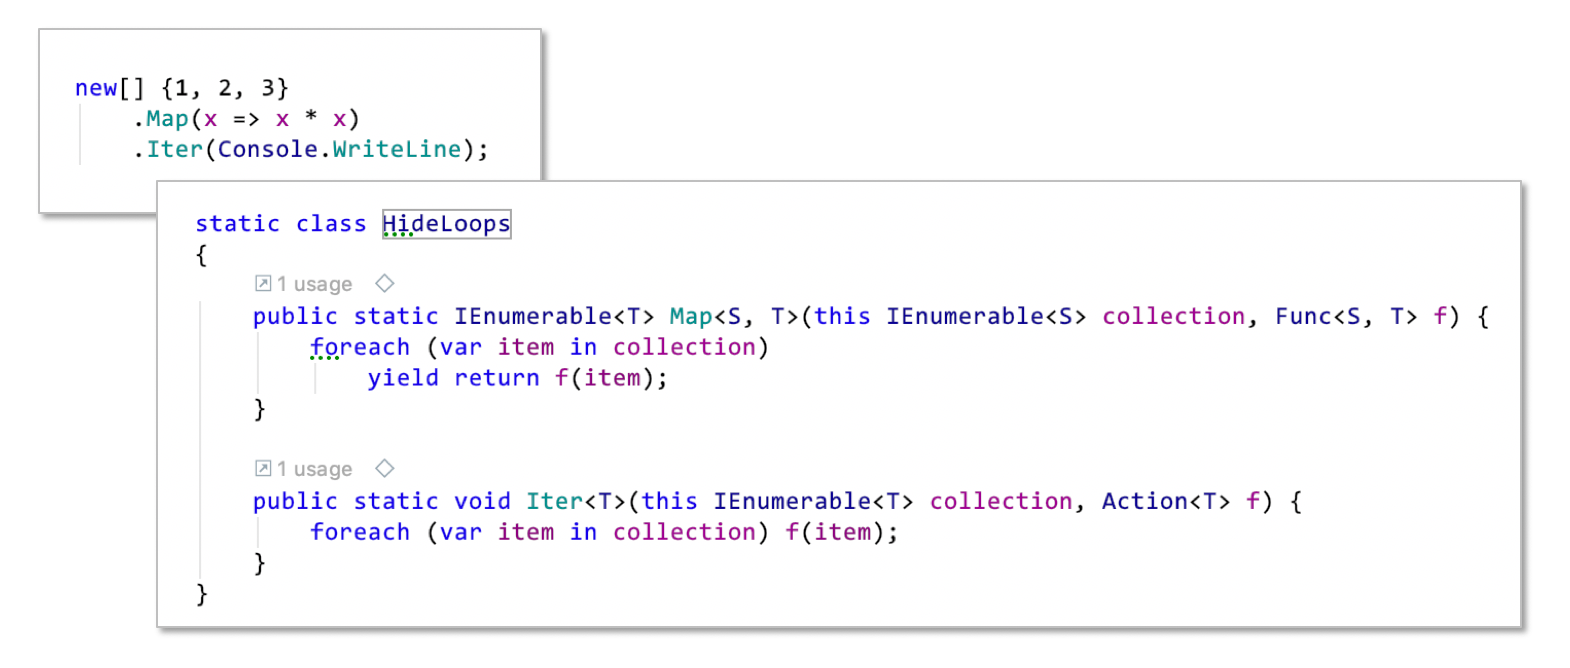 new[] {1, 2, 3}
.Map(x => x * x)
.Iter(Console.WriteLine);
static class HideLoops
{
1 usage
public static IEnumerable<T> Map<S, T>(this IEnumerable<S> collection, Func<S, T> f) {
foreach (var item in collection)
yield return f(item);
}
1 usage
public static void Iter<T>(this IEnumerable<T> collection, Action<T> f) {
foreach (var item in collection) f(item);
}
}